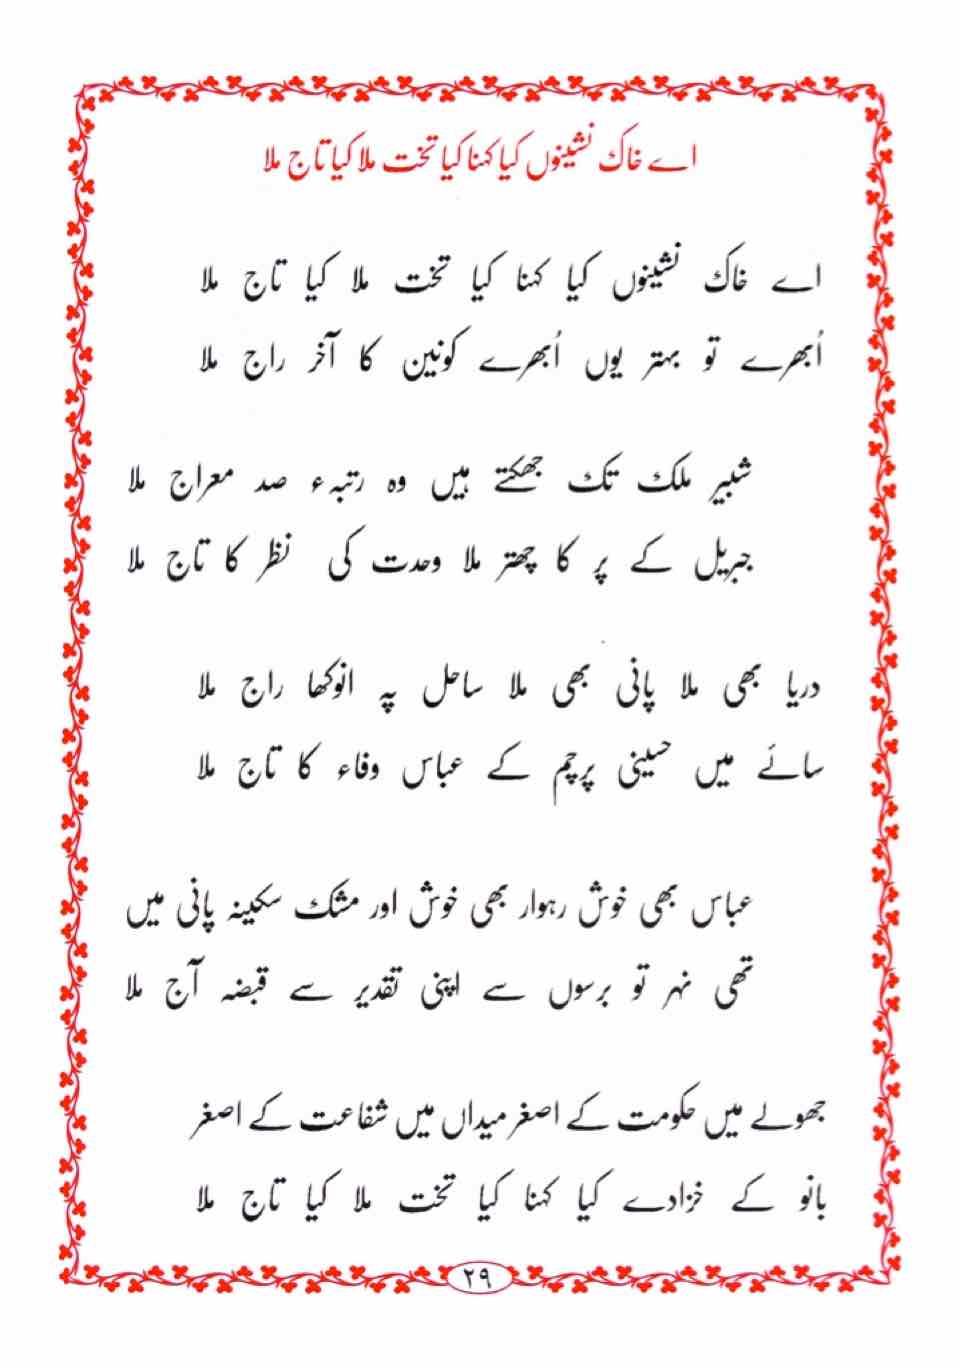 اے خاک نشینوں کیا کہنا کیا تخت ملا کیا تاج ملا
اے خاک نشینوں کیا کہنا کیا تخت ملا کیا تاج ملا
اُبھرے تو بہتر یوں اُبھرے کونین کا آخر راج ملا
شبیر ملک تک جھکتے ہیں وہ رتبہء صد معراج ملا
جبریل کے پر کا چھتر ملا وحدت کی نظر کا تاج ملا
دریا بھی ملا پانی بھی ملا ساحل پہ انوکھا راج ملا
سائے میں حسینی پرچم کے عباس وفاء کا تاج ملا
عباس بھی خوش رہوار بھی خوش اور مشک سکینہ پانی میں
تھی نہر تو برسوں سے اپنی تقدیر سے قبضہ آج ملا
جھولے میں حکومت کے اصغر میداں میں شفاعت کے اصغر
بانو کے خزادے کیا کہنا کیا تخت ملا کیا تاج ملا
۲۹